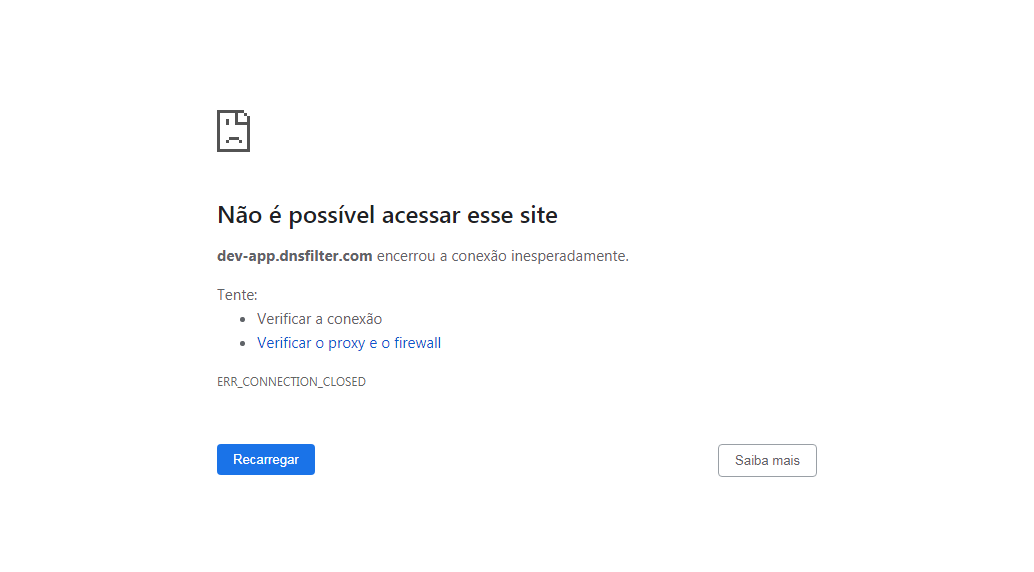 Não é possível acessar esse site
dev-app.dnsfilter.com encerrou a conexão inesperadamente.
Tente:
• Verificar a conexão
• Verificar o proxy e o firewall
ERR_CONNECTION_CLOSED
Recarregar
Saiba mais